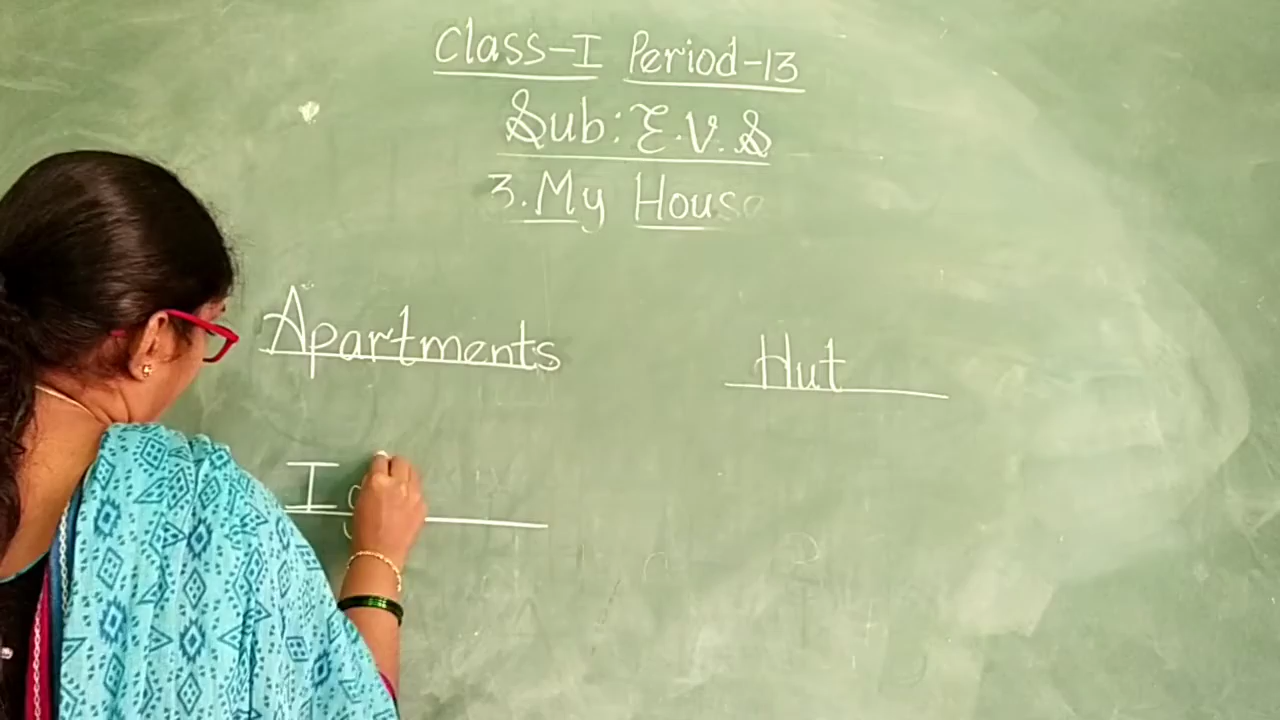 Class-I Period-13
Sub: E.V.S
3. My House
Apartments
Hut